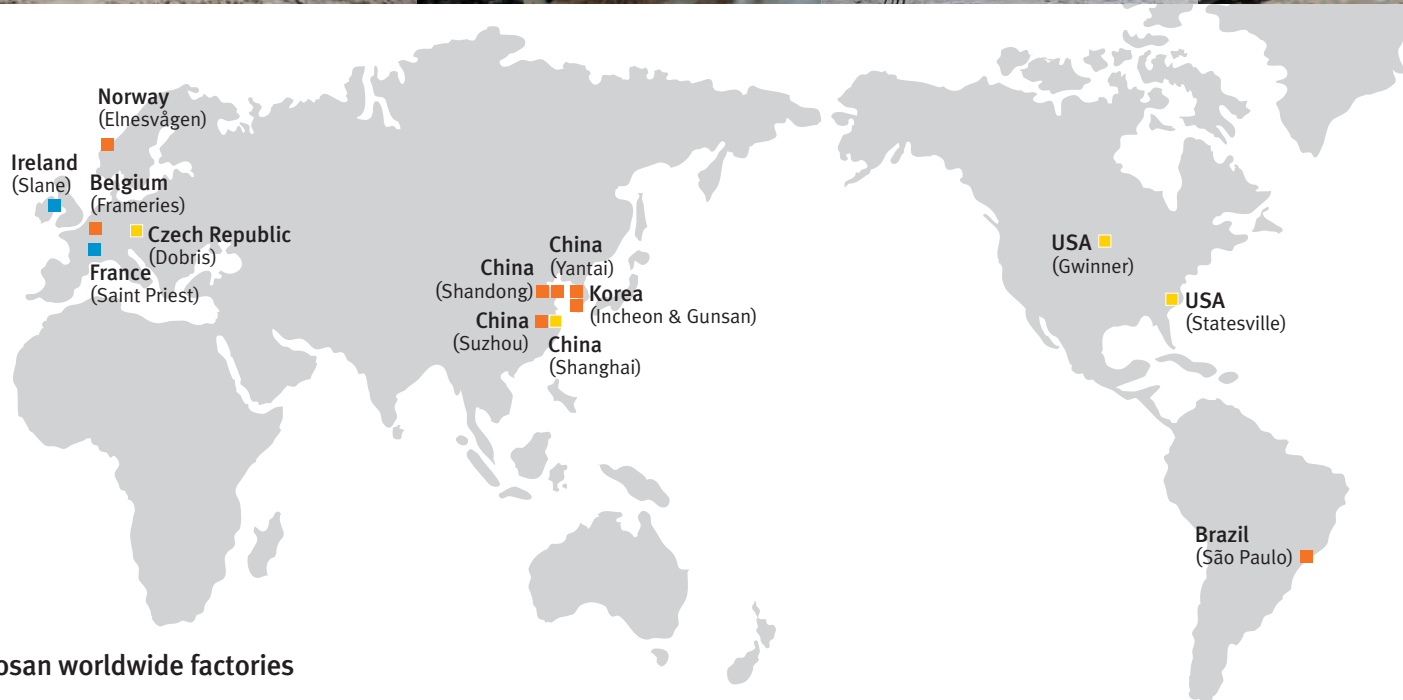 Norway
(Elnesvågen)
Ireland
(Slane)
Belgium
(Frameries)
Czech Republic
(Dobris)
France
(Saint Priest)
China
(Yantai)
China
(Shandong)
Korea
(Incheon & Gunsan)
China
(Suzhou)
China
(Shanghai)
USA
(Gwinner)
USA
(Statesville)
Brazil
(São Paulo)
osan worldwide factories